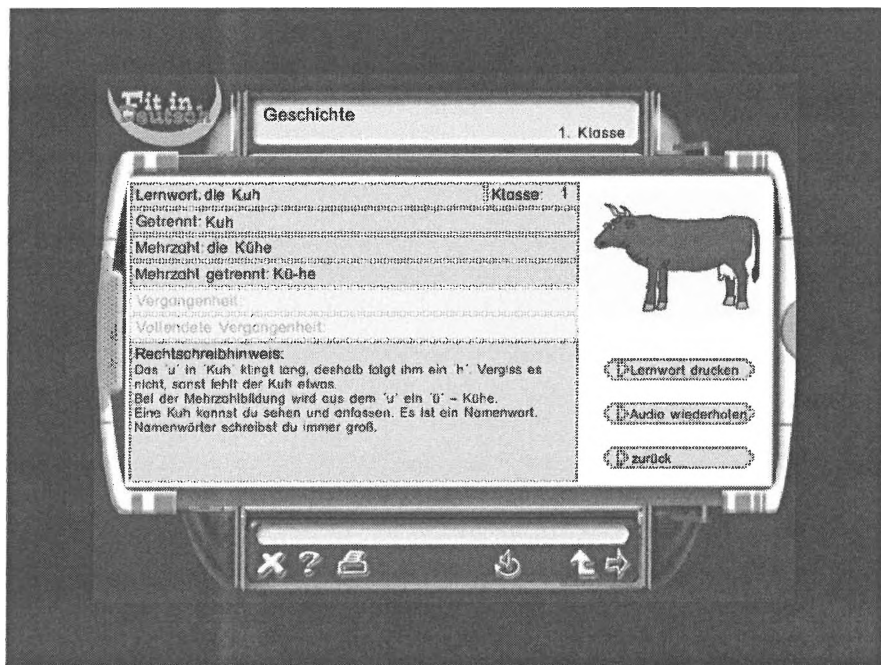 Fit in
Deutsch
Geschichte
1. Klasse
Lernwort: die Kuh
Klasse: 1
Getrennt: Kuh
Mehrzahl: die Kühe
Mehrzahl getrennt: Kü-he
Vergangenheit:
Vollendete Vergangenheit:
Rechtschreibhinweis:
Das 'u' in 'Kuh' klingt lang, deshalb folgt ihm ein 'h'. Vergiss es
nicht, sonst fehlt der Kuh etwas.
Bei der Mehrzahlbildung wird aus dem 'u' ein 'ü' – Kühe.
Eine Kuh kannst du sehen und anfassen. Es ist ein Namenwort.
Namenwörter schreibst du immer groß.
Lernwort drucken
Audio wiederholen
zurück
?